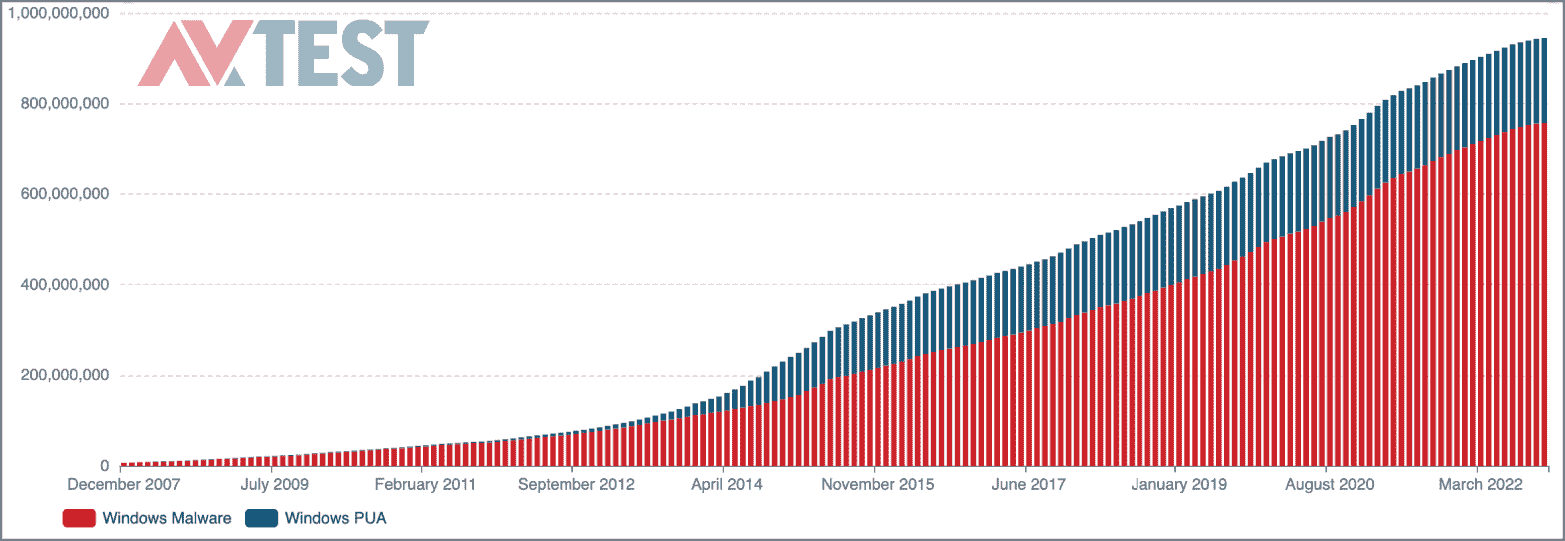 1,000,000,000
AVTEST
800,000,000
600,000,000
400,000,000
200,000,000
0
December 2007 July 2009 February 2011 September 2012 April 2014 November 2015 June 2017 January 2019 August 2020 March 2022
Windows Malware Windows PUA